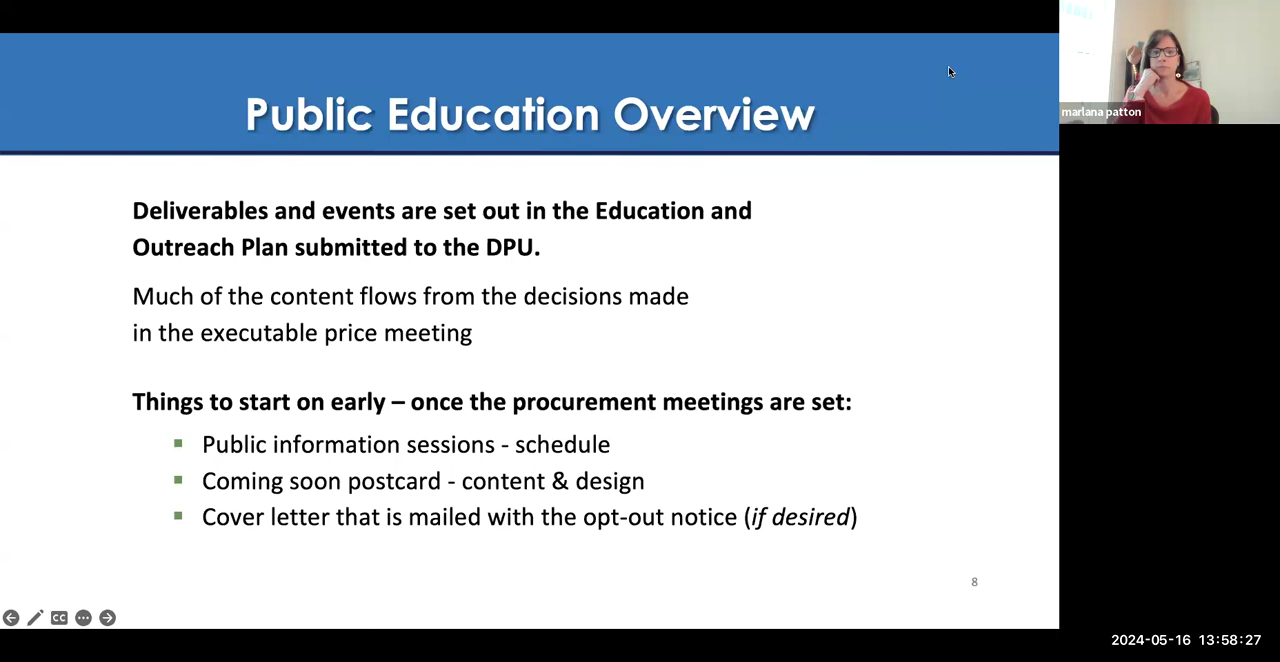 Public Education Overview
marlana patton
Deliverables and events are set out in the Education and
Outreach Plan submitted to the DPU.
Much of the content flows from the decisions made
in the executable price meeting
Things to start on early – once the procurement meetings are set:
Public information sessions - schedule
Coming soon postcard - content & design
Cover letter that is mailed with the opt-out notice (if desired)
8
CC
2024-05-16 13:58:27